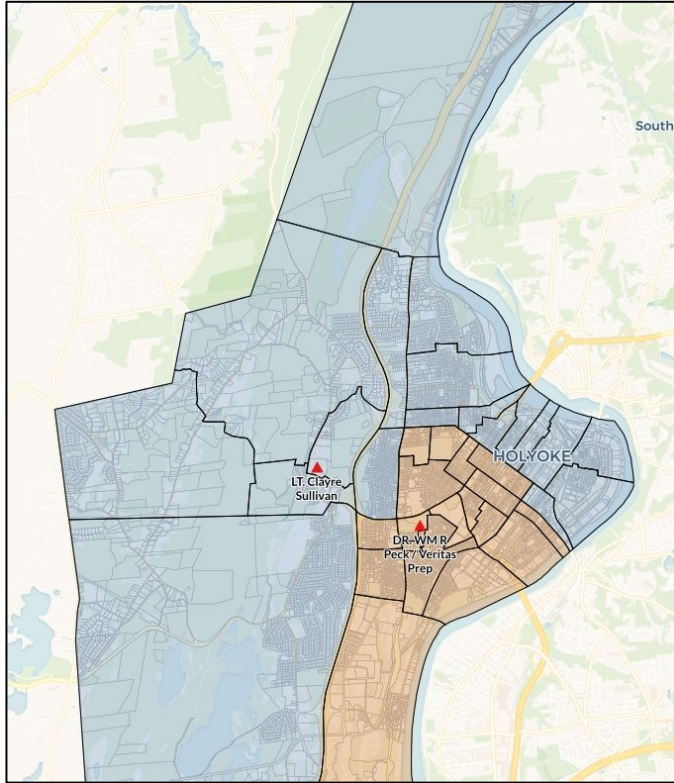 South
HOLYOKE
LT. Clayre
Sullivan
DR. WM R
Peck / Veritas
Prep